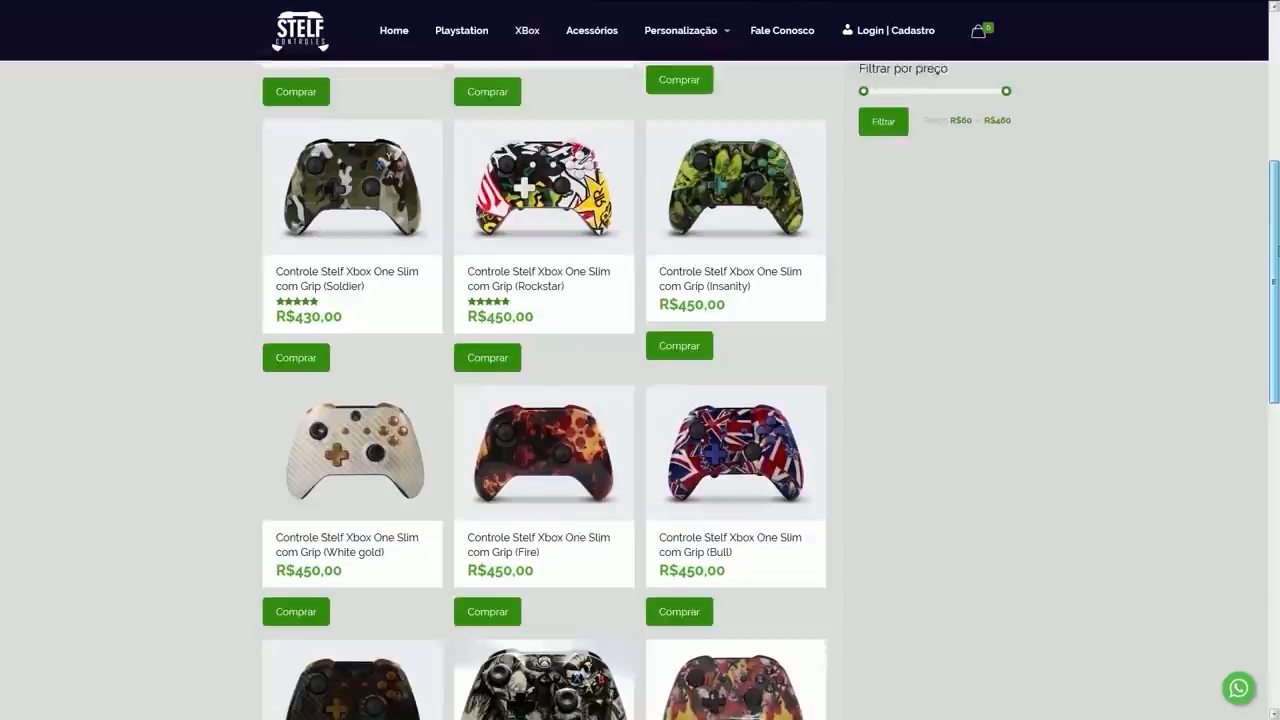 STELF
CONTROLES
Home
Playstation
XBox
Acessórios
Personalização
Fale Conosco
Login | Cadastro
0
Filtrar por preço
Comprar
Comprar
Comprar
Filtrar
Preço: R$60 — R$460
Controle Stelf Xbox One Slim
com Grip (Soldier)
R$430,00
Controle Stelf Xbox One Slim
com Grip (Rockstar)
R$450,00
Controle Stelf Xbox One Slim
com Grip (Insanity)
R$450,00
Comprar
Comprar
Comprar
Controle Stelf Xbox One Slim
com Grip (White gold)
R$450,00
Controle Stelf Xbox One Slim
com Grip (Fire)
R$450,00
Controle Stelf Xbox One Slim
com Grip (Bull)
R$450,00
Comprar
Comprar
Comprar